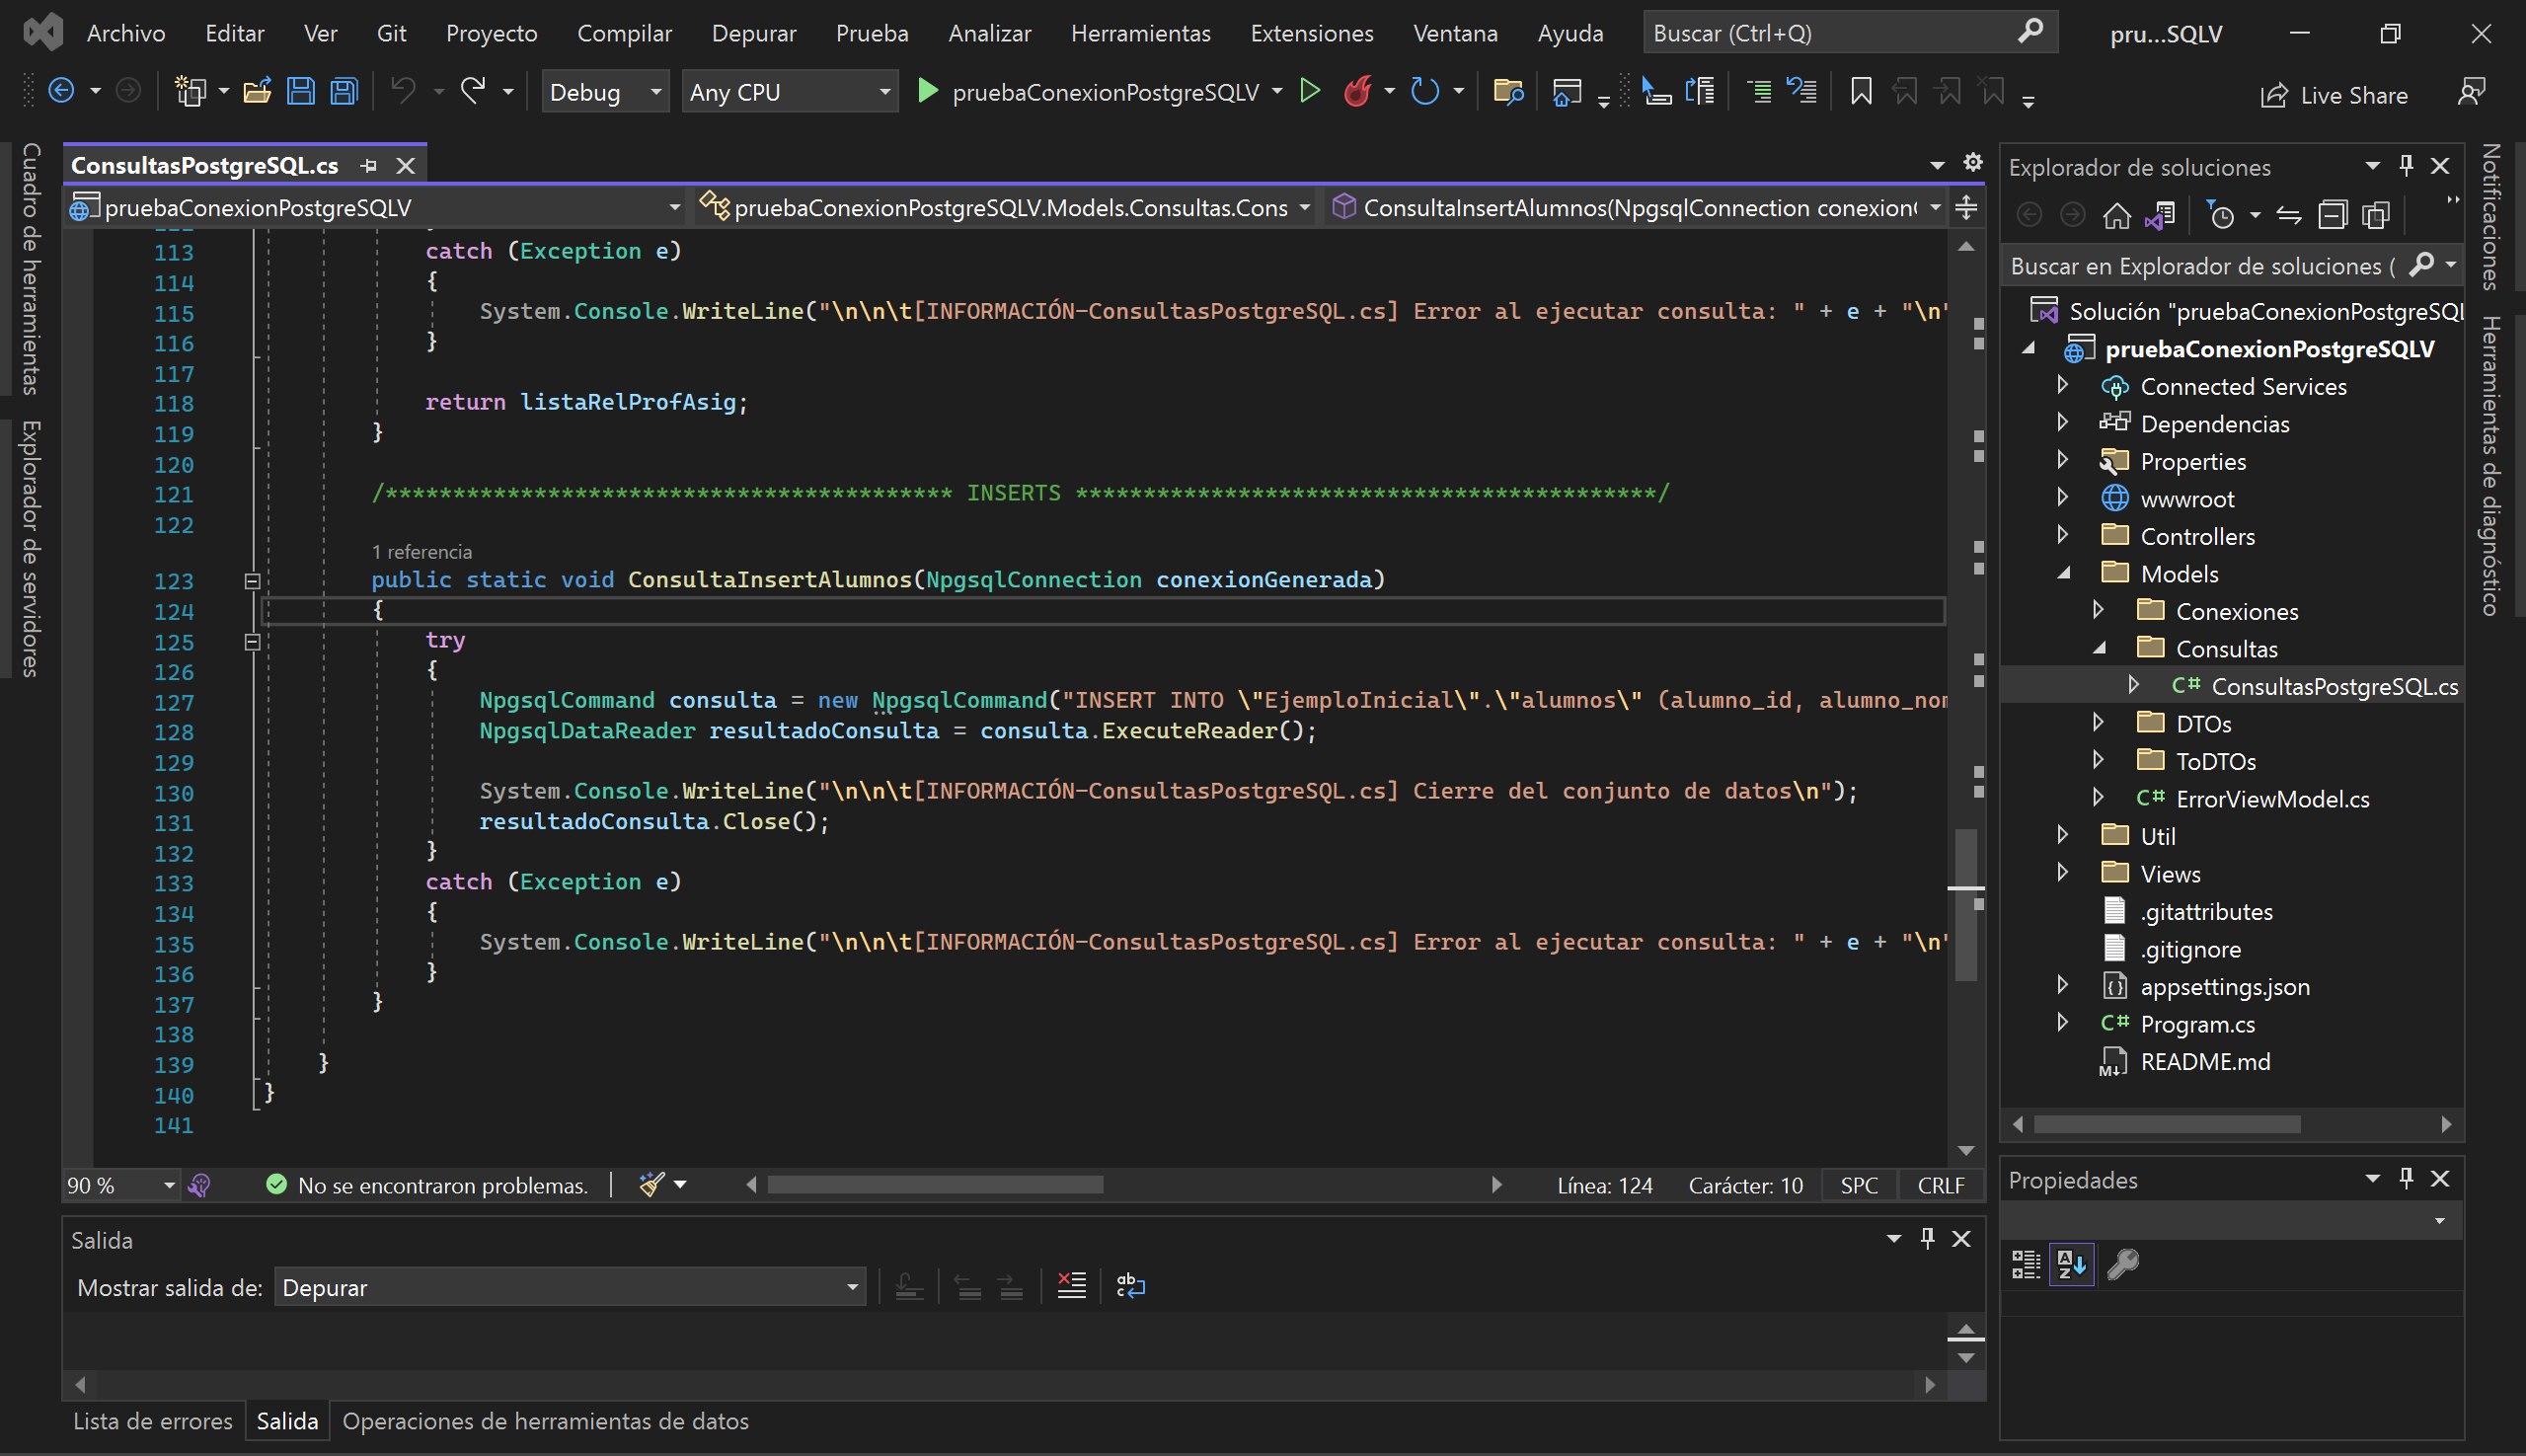 Archivo Editar Ver Git Proyecto Compilar Depurar Prueba Analizar Herramientas Extensiones Ventana Ayuda Buscar (Ctrl+Q) pru...SQLV
Debug Any CPU pruebaConexionPostgreSQLV Live Share
Cuadro de herramientas
Explorador de servidores
ConsultasPostgreSQL.cs
pruebaConexionPostgreSQLV pruebaConexionPostgreSQLV.Models.Consultas.Cons ConsultaInsertAlumnos(NpgsqlConnection conexion
113 catch (Exception e)
114 {
115 System.Console.WriteLine("\n\n\t[INFORMACIÓN-ConsultasPostgreSQL.cs] Error al ejecutar consulta: " + e + "\n"
116 }
117
118 return listaRelProfAsig;
119 }
120
121 /****************************************** INSERTS *******************************************/
122
1 referencia
123 public static void ConsultaInsertAlumnos(NpgsqlConnection conexionGenerada)
124 {
125 try
126 {
127 NpgsqlCommand consulta = new NpgsqlCommand("INSERT INTO \"EjemploInicial\".\"alumnos\" (alumno_id, alumno_nom
128 NpgsqlDataReader resultadoConsulta = consulta.ExecuteReader();
129
130 System.Console.WriteLine("\n\n\t[INFORMACIÓN-ConsultasPostgreSQL.cs] Cierre del conjunto de datos\n");
131 resultadoConsulta.Close();
132 }
133 catch (Exception e)
134 {
135 System.Console.WriteLine("\n\n\t[INFORMACIÓN-ConsultasPostgreSQL.cs] Error al ejecutar consulta: " + e + "\n"
136 }
137 }
138
139 }
140 }
141
90 % No se encontraron problemas. Línea: 124 Carácter: 10 SPC CRLF
Salida
Mostrar salida de: Depurar
Lista de errores Salida Operaciones de herramientas de datos
Explorador de soluciones
Buscar en Explorador de soluciones (
Solución "pruebaConexionPostgreSQL
pruebaConexionPostgreSQLV
Connected Services
Dependencias
Properties
wwwroot
Controllers
Models
Conexiones
Consultas
C# ConsultasPostgreSQL.cs
DTOs
ToDTOs
C# ErrorViewModel.cs
Util
Views
.gitattributes
.gitignore
appsettings.json
C# Program.cs
README.md
Propiedades
Notificaciones
Herramientas de diagnóstico